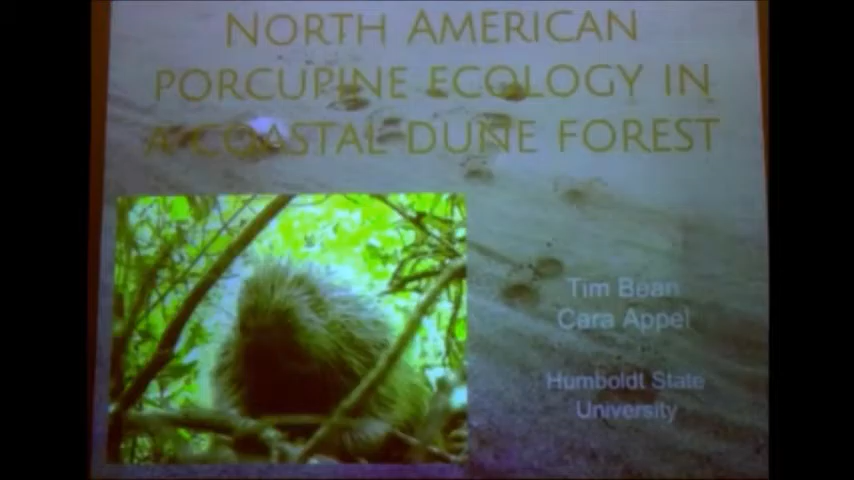 NORTH AMERICAN
PORCUPINE ECOLOGY IN
A COASTAL DUNE FOREST
Tim Bean
Cara Appel
Humboldt State
University